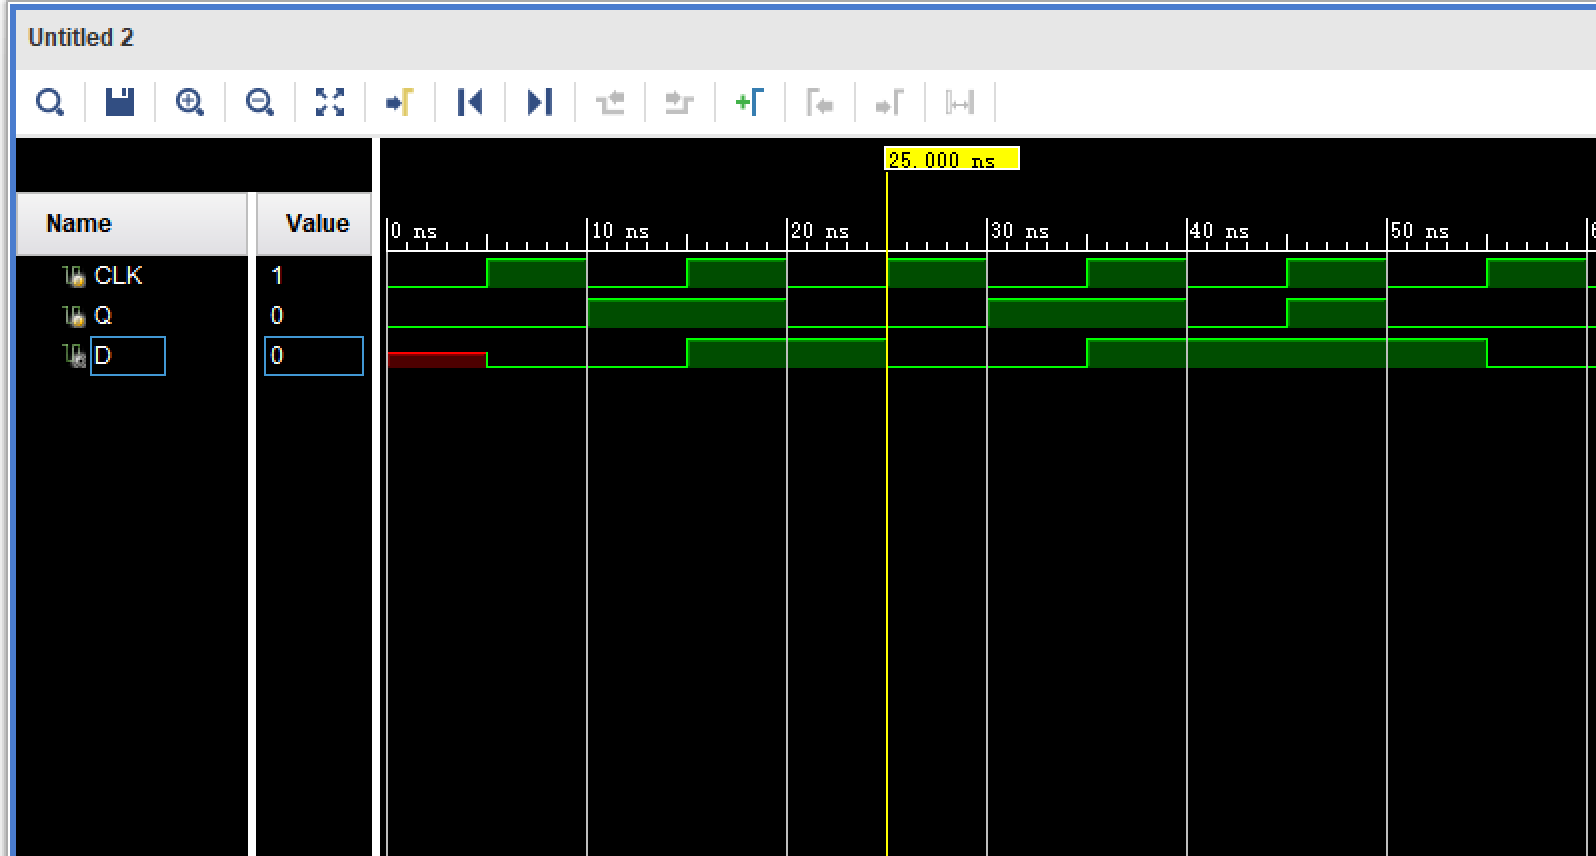 Untitled 2
25.000 ns
Name Value
0 ns 10 ns 20 ns 30 ns 40 ns 50 ns
CLK 1
Q 0
D 0